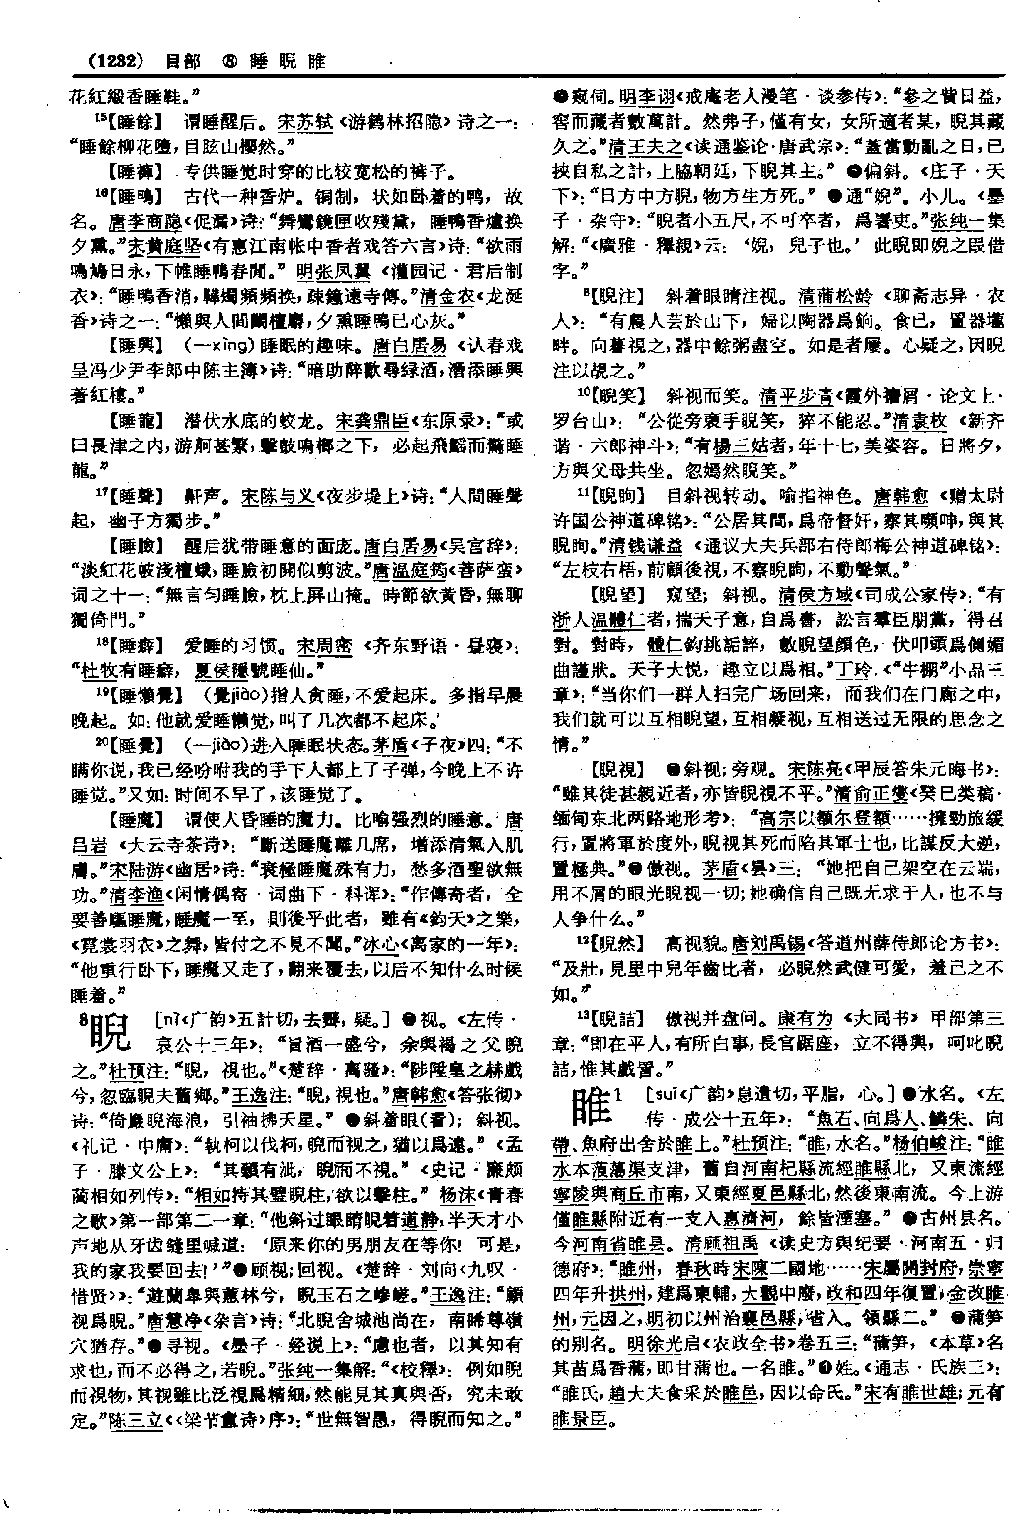 (1232) 目部 ⑧ 睡 睨 睢
花紅緞香睡鞋。”
¹⁵【睡餘】 谓睡醒后。宋苏轼《游鹤林招隐》诗之一：
“睡餘柳花墮，目眩山櫻然。”
【睡褲】 专供睡觉时穿的比较宽松的裤子。
¹⁶【睡鴨】 古代一种香炉。铜制，状如卧着的鸭，故
名。唐李商隐《促漏》诗：“舞鸞鏡匣收殘黛，睡鴨香爐换
夕薰。”宋黄庭坚《有惠江南帐中香者戏答六言》诗：“欲雨
鳴鳩日永，下帷睡鴨春閒。”明张凤翼《灌园记·君后制
衣》：“睡鴨香消，鞲燭頻頻换，疎鐘遠寺傳。”清金农《龙涎
香》诗之一：“懶與人間鬭檀麝，夕熏睡鴨已心灰。”
【睡興】 （—xìng）睡眠的趣味。唐白居易《认春戏
呈冯少尹李郎中陈主簿》诗：“暗助醉歡尋绿酒，潛添睡興
著紅樓。”
【睡龍】 潜伏水底的蛟龙。宋龚鼎臣《东原录》：“或
曰長津之内，游舸甚繁，擊鼓鳴榔之下，必起飛鷁而驚睡
龍。”
¹⁷【睡聲】 鼾声。宋陈与义《夜步堤上》诗：“人間睡聲
起，幽子方獨步。”
【睡臉】 醒后犹带睡意的面庞。唐白居易《吴宫辞》：
“淡紅花帔淺檀蛾，睡臉初開似剪波。”唐温庭筠《菩萨蛮》
词之十一：“無言匀睡臉，枕上屏山掩。時節欲黄昏，無聊
獨倚門。”
¹⁸【睡癖】 爱睡的习惯。宋周密《齐东野语·昼寝》：
“杜牧有睡癖，夏侯隱號睡仙。”
¹⁹【睡懶覺】 （覺jiào）指人贪睡，不爱起床。多指早晨
晚起。如：他就爱睡懒觉，叫了几次都不起床。
²⁰【睡覺】 （—jiào）进入睡眠状态。茅盾《子夜》四：“不
瞒你说，我已经吩咐我的手下人都上了子弹，今晚上不许
睡觉。”又如：时间不早了，该睡觉了。
【睡魔】 谓使人昏睡的魔力。比喻强烈的睡意。唐
吕岩《大云寺茶诗》：“斷送睡魔離几席，增添清氣入肌
膚。”宋陆游《幽居》诗：“衰極睡魔殊有力，愁多酒聖欲無
功。”清李渔《闲情偶寄·词曲下·科诨》：“作傳奇者，全
要善驅睡魔，睡魔一至，則後乎此者，雖有《鈞天》之樂，
《霓裳羽衣》之舞，皆付之不見不聞。”冰心《离家的一年》：
“他重行卧下，睡魔又走了，翻来覆去，以后不知什么时候
睡着。”
⁸睨 ［nì《广韵》五計切，去霽，疑。］❶视。《左传·
哀公十三年》：“旨酒一盛兮，余與褐之父睨
之。”杜预注：“睨，視也。”《楚辞·离骚》：“陟陞皇之赫戲
兮，忽臨睨夫舊鄉。”王逸注：“睨，視也。”唐韩愈《答张彻》
诗：“倚巖睨海浪，引袖拂天星。”❷斜着眼（看）；斜视。
《礼记·中庸》：“執柯以伐柯，睨而視之，猶以爲遠。”《孟
子·滕文公上》：“其顙有泚，睨而不視。”《史记·廉颇
蔺相如列传》：“相如持其璧睨柱，欲以擊柱。”杨沫《青春
之歌》第一部第二一章：“他斜过眼睛睨着道静，半天才小
声地从牙齿缝里喊道：‘原来你的男朋友在等你！可是，
我的家我要回去！’”❸顾视；回视。《楚辞·刘向〈九叹·
惜贤〉》：“遊蘭皋與蕙林兮，睨玉石之嵾嵯。”王逸注：“顧
視爲睨。”唐慧净《杂言》诗：“北睨舍城池尚在，南睎尊嶺
穴猶存。”❹寻视。《墨子·经说上》：“慮也者，以其知有
求也，而不必得之，若睨。”张纯一集解：“《校釋》：例如睨
而視物，其視雖比泛視爲精細，然能見其真與否，究未敢
定。”陈三立《〈梁节盦诗〉序》：“世無智愚，得睨而知之。”
❺窥伺。明李诩《戒庵老人漫笔·谈参传》：“参之貲日益，
窖而藏者數萬計。然弗子，僅有女，女所適者某，睨其藏
久之。”清王夫之《读通鉴论·唐武宗》：“蓋當動亂之日，已
挾自私之計，上脇朝廷，下睨其主。”❻偏斜。《庄子·天
下》：“日方中方睨，物方生方死。”❼通“婗”。小儿。《墨
子·杂守》：“睨者小五尺，不可卒者，爲署吏。”张纯一集
解：“《廣雅·釋親》云：‘婗，兒子也。’此睨即婗之叚借
字。”
⁸【睨注】 斜着眼睛注视。清蒲松龄《聊斋志异·农
人》：“有農人芸於山下，婦以陶器爲餉。食已，置器壠
畔。向暮視之，器中餘粥盡空。如是者屢。心疑之，因睨
注以覘之。”
¹⁰【睨笑】 斜视而笑。清平步青《霞外攟屑·论文上·
罗台山》：“公從旁褰手睨笑，猝不能忍。”清袁枚《新齐
谐·六郎神斗》：“有楊三姑者，年十七，美姿容。日將夕，
方與父母共坐。忽嫣然睨笑。”
¹¹【睨眴】 目斜视转动。喻指神色。唐韩愈《赠太尉
许国公神道碑铭》：“公居其間，爲帝督奸，察其嚬呻，與其
睨眴。”清钱谦益《通议大夫兵部右侍郎梅公神道碑铭》：
“左枝右梧，前顧後視，不察睨眴，不動聲氣。”
【睨望】 窥望；斜视。清侯方域《司成公家传》：“有
浙人温體仁者，揣天子意，自爲書，訟言羣臣朋黨，得召
對。對時，體仁鈎挑詬誶，數睨望顔色，伏叩頭爲側媚
曲謹狀。天子大悦，趣立以爲相。”丁玲《“牛棚”小品三
章》：“当你们一群人扫完广场回来，而我们在门廊之中，
我们就可以互相睨望，互相凝视，互相送过无限的思念之
情。”
【睨視】 ❶斜视；旁观。宋陈亮《甲辰答朱元晦书》：
“雖其徒甚親近者，亦皆睨視不平。”清俞正燮《癸巳类稿·
缅甸东北两路地形考》：“高宗以額尔登額……擁勁旅緩
行，置將軍於度外，睨視其死而陷其軍士也，比謀反大逆，
置極典。”❷傲视。茅盾《昙》三：“她把自己架空在云端，
用不屑的眼光睨视一切；她确信自己既无求于人，也不与
人争什么。”
¹²【睨然】 高视貌。唐刘禹锡《答道州薛侍郎论方书》：
“及壯，見里中兒年齒比者，必睨然武健可愛，羞己之不
如。”
¹³【睨詰】 傲视并盘问。康有为《大同书》甲部第三
章：“即在平人，有所白事，長官踞座，立不得與，呵叱睨
詰，惟其戲詈。”
睢¹ ［suī《广韵》息遺切，平脂，心。］❶水名。《左
传·成公十五年》：“魚石、向爲人、鱗朱、向
帶、魚府出舍於睢上。”杜预注：“睢，水名。”杨伯峻注：“睢
水本蒗蕩渠支津，舊自河南杞縣流經睢縣北，又東流經
寧陵與商丘市南，又東經夏邑縣北，然後東南流。今上游
僅睢縣附近有一支入惠濟河，餘皆湮塞。”❷古州县名。
今河南省睢县。清顾祖禹《读史方舆纪要·河南五·归
德府》：“睢州，春秋時宋陳二國地……宋屬開封府，崇寧
四年升拱州，建爲東輔，大觀中廢，政和四年復置；金改睢
州，元因之，明初以州治襄邑縣省入。領縣二。”❸蒲笋
的别名。明徐光启《农政全书》卷五三：“蒲笋，《本草》名
其苗爲香蒲，即甘蒲也。一名睢。”❹姓。《通志·氏族二》：
“睢氏，趙大夫食采於睢邑，因以命氏。”宋有睢世雄；元有
睢景臣。